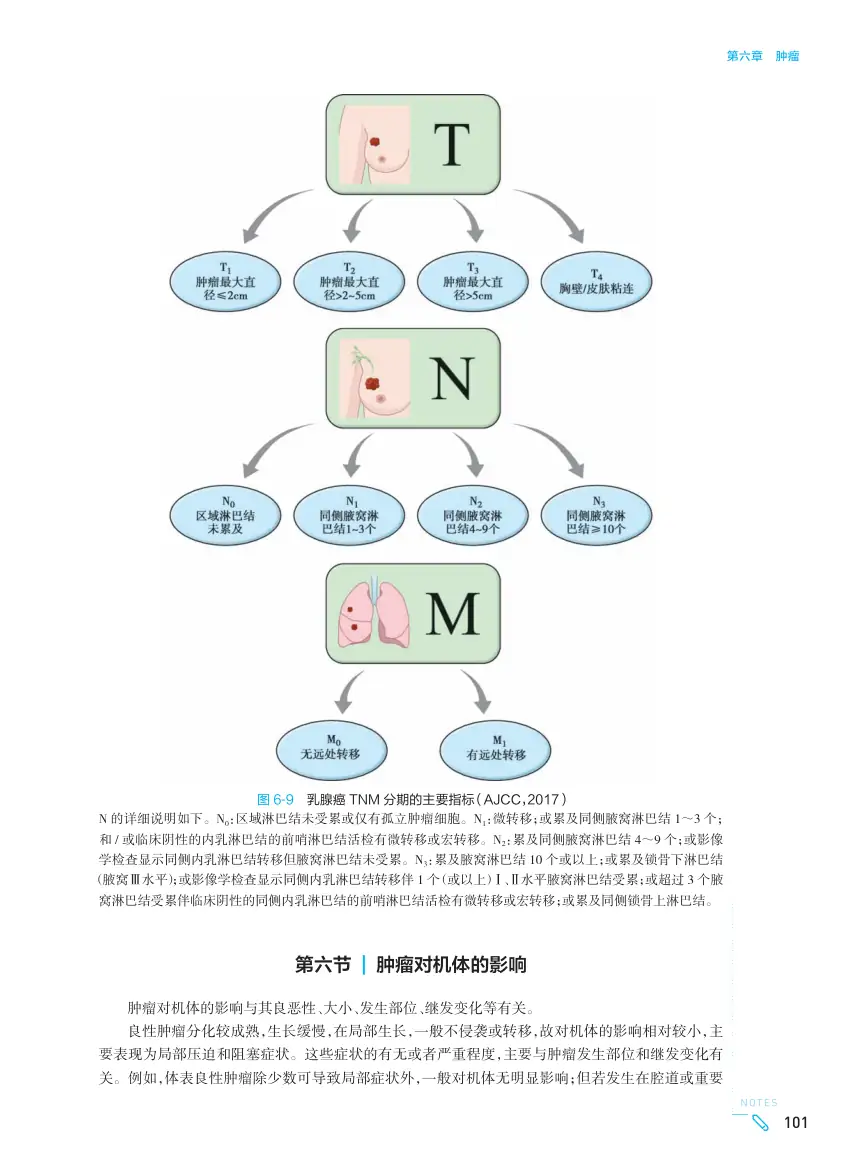 第六章 肿瘤
T
T₁
肿瘤最大直
径≤2cm
T₂
肿瘤最大直
径>2~5cm
T₃
肿瘤最大直
径>5cm
T₄
胸壁/皮肤粘连
N
N₀
区域淋巴结
未累及
N₁
同侧腋窝淋
巴结1~3个
N₂
同侧腋窝淋
巴结4~9个
N₃
同侧腋窝淋
巴结≥10个
M
M₀
无远处转移
M₁
有远处转移
图 6-9 乳腺癌 TNM 分期的主要指标（AJCC，2017）
N 的详细说明如下。N₀：区域淋巴结未受累或仅有孤立肿瘤细胞。N₁：微转移；或累及同侧腋窝淋巴结 1～3 个；
和 / 或临床阴性的内乳淋巴结的前哨淋巴结活检有微转移或宏转移。N₂：累及同侧腋窝淋巴结 4～9 个；或影像
学检查显示同侧内乳淋巴结转移但腋窝淋巴结未受累。N₃：累及腋窝淋巴结 10 个或以上；或累及锁骨下淋巴结
（腋窝Ⅲ水平）；或影像学检查显示同侧内乳淋巴结转移伴 1 个（或以上）Ⅰ、Ⅱ水平腋窝淋巴结受累；或超过 3 个腋
窝淋巴结受累伴临床阴性的同侧内乳淋巴结的前哨淋巴结活检有微转移或宏转移；或累及同侧锁骨上淋巴结。
第六节 | 肿瘤对机体的影响
肿瘤对机体的影响与其良恶性、大小、发生部位、继发变化等有关。
良性肿瘤分化较成熟，生长缓慢，在局部生长，一般不侵袭或转移，故对机体的影响相对较小，主
要表现为局部压迫和阻塞症状。这些症状的有无或者严重程度，主要与肿瘤发生部位和继发变化有
关。例如，体表良性肿瘤除少数可导致局部症状外，一般对机体无明显影响；但若发生在腔道或重要
NOTES
101